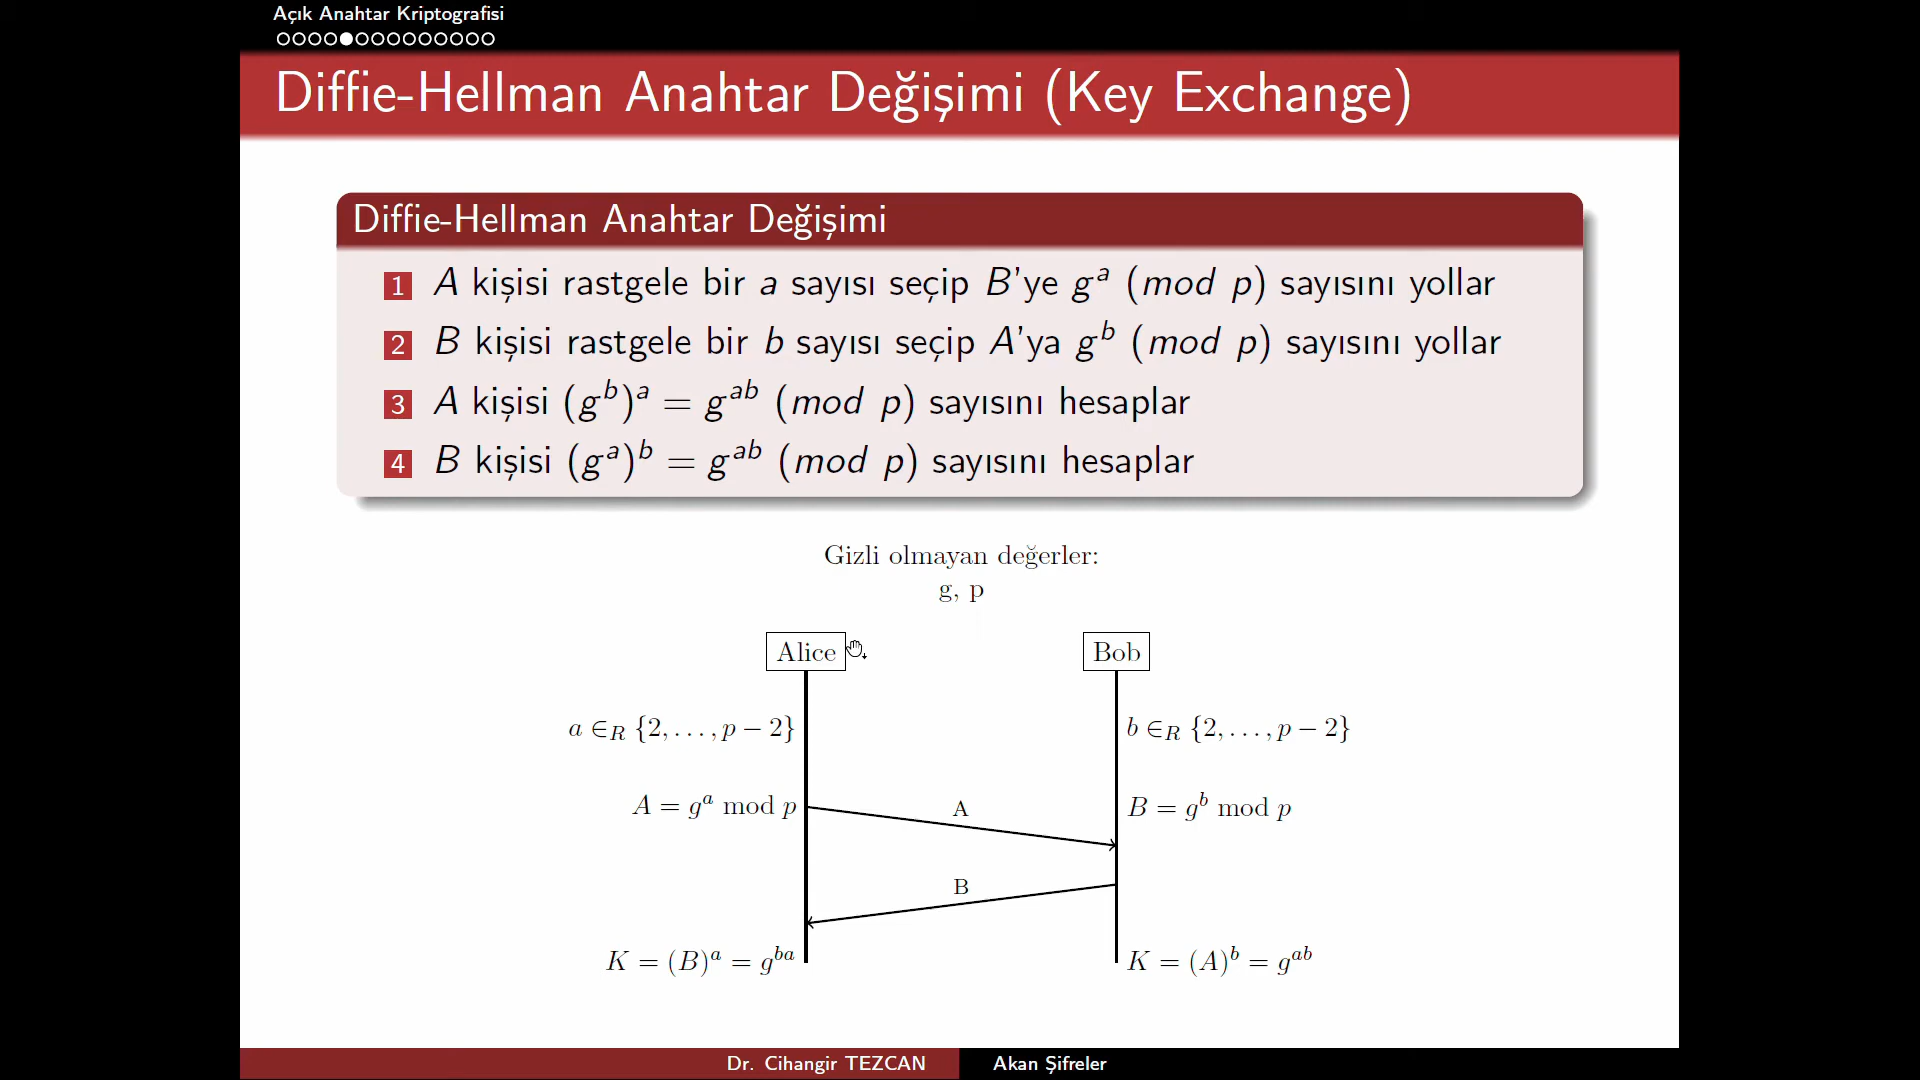 Açık Anahtar Kriptografisi
Diffie-Hellman Anahtar Değişimi (Key Exchange)
Diffie-Hellman Anahtar Değişimi
1 A kişisi rastgele bir a sayısı seçip B'ye g^a (mod p) sayısını yollar
2 B kişisi rastgele bir b sayısı seçip A'ya g^b (mod p) sayısını yollar
3 A kişisi (g^b)^a = g^ab (mod p) sayısını hesaplar
4 B kişisi (g^a)^b = g^ab (mod p) sayısını hesaplar
Gizli olmayan değerler:
g, p
Alice Bob
a ∈_R {2, . . . , p − 2} b ∈_R {2, . . . , p − 2}
A = g^a mod p A B = g^b mod p
B
K = (B)^a = g^ba K = (A)^b = g^ab
Dr. Cihangir TEZCAN Akan Şifreler